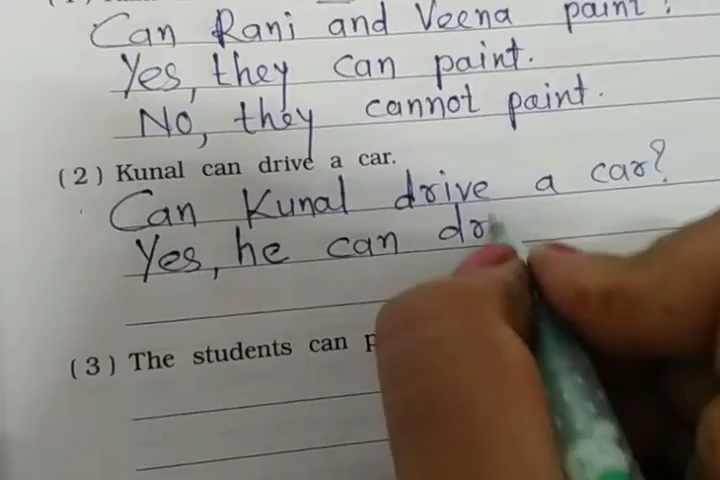 Can Rani and Veena paint?
Yes, they can paint.
No, they cannot paint.
(2) Kunal can drive a car.
Can Kunal drive a car?
Yes, he can dr
(3) The students can